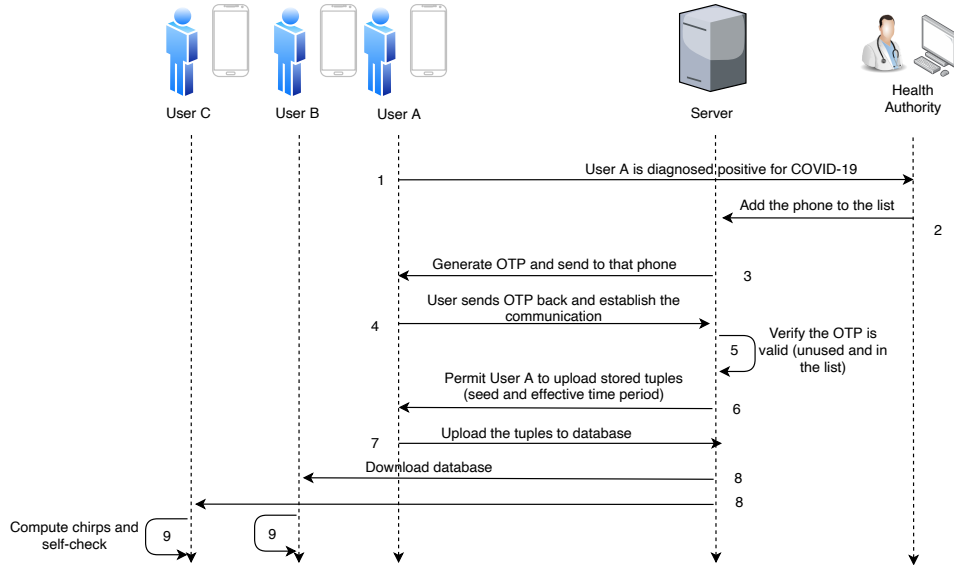 User C
User B
User A
Server
Health
Authority
1
User A is diagnosed positive for COVID-19
Add the phone to the list
2
Generate OTP and send to that phone
3
User sends OTP back and establish the
communication
4
5
Verify the OTP is
valid (unused and in
the list)
Permit User A to upload stored tuples
(seed and effective time period)
6
7
Upload the tuples to database
Download database
8
8
Compute chirps and
self-check
9
9